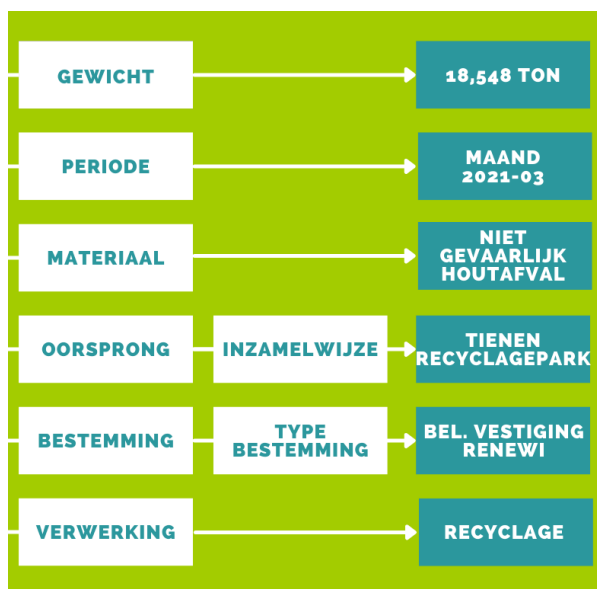 GEWICHT
18,548 TON
PERIODE
MAAND
2021-03
MATERIAAL
NIET
GEVAARLIJK
HOUTAFVAL
OORSPRONG
INZAMELWIJZE
TIENEN
RECYCLAGEPARK
BESTEMMING
TYPE
BESTEMMING
BEL. VESTIGING
RENEWI
VERWERKING
RECYCLAGE